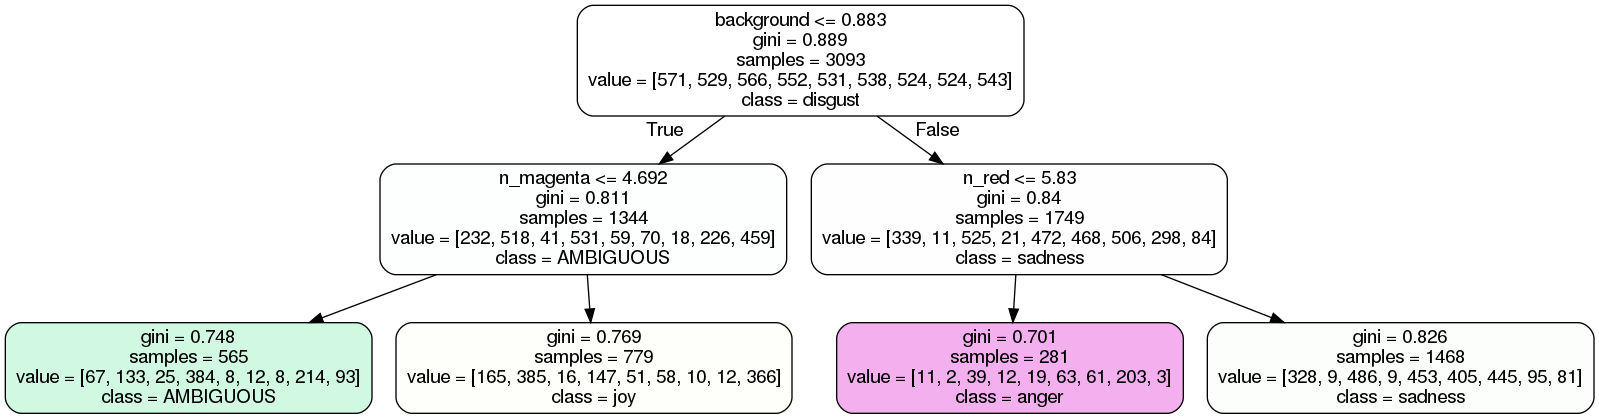 background <= 0.883
gini = 0.889
samples = 3093
value = [571, 529, 566, 552, 531, 538, 524, 524, 543]
class = disgust
True
False
n_magenta <= 4.692
gini = 0.811
samples = 1344
value = [232, 518, 41, 531, 59, 70, 18, 226, 459]
class = AMBIGUOUS
n_red <= 5.83
gini = 0.84
samples = 1749
value = [339, 11, 525, 21, 472, 468, 506, 298, 84]
class = sadness
gini = 0.748
samples = 565
value = [67, 133, 25, 384, 8, 12, 8, 214, 93]
class = AMBIGUOUS
gini = 0.769
samples = 779
value = [165, 385, 16, 147, 51, 58, 10, 12, 366]
class = joy
gini = 0.701
samples = 281
value = [11, 2, 39, 12, 19, 63, 61, 203, 3]
class = anger
gini = 0.826
samples = 1468
value = [328, 9, 486, 9, 453, 405, 445, 95, 81]
class = sadness